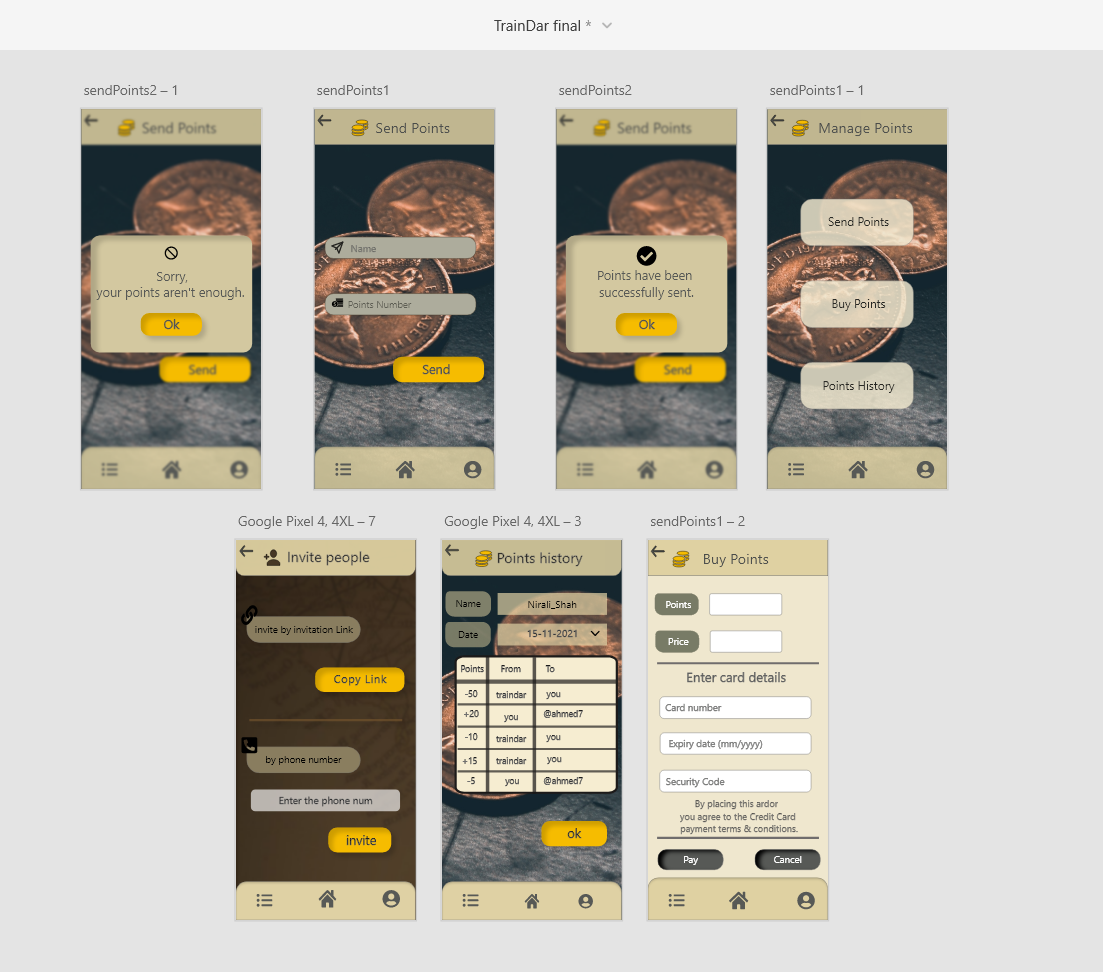 TrainDar final *
sendPoints2 – 1
Send Points
Sorry,
your points aren't enough.
Ok
Send
sendPoints1
Send Points
Name
Points Number
Send
sendPoints2
Send Points
Points have been
successfully sent.
Ok
Send
sendPoints1 – 1
Manage Points
Send Points
Buy Points
Points History
Google Pixel 4, 4XL – 7
Invite people
invite by invitation Link
Copy Link
by phone number
Enter the phone num
invite
Google Pixel 4, 4XL – 3
Points history
Name Nirali_Shah
Date 15-11-2021
Points From To
-50 traindar you
+20 you @ahmed7
-10 traindar you
+15 traindar you
-5 you @ahmed7
ok
sendPoints1 – 2
Buy Points
Points
Price
Enter card details
Card number
Expiry date (mm/yyyy)
Security Code
By placing this ardor
you agree to the Credit Card
payment terms & conditions.
Pay Cancel